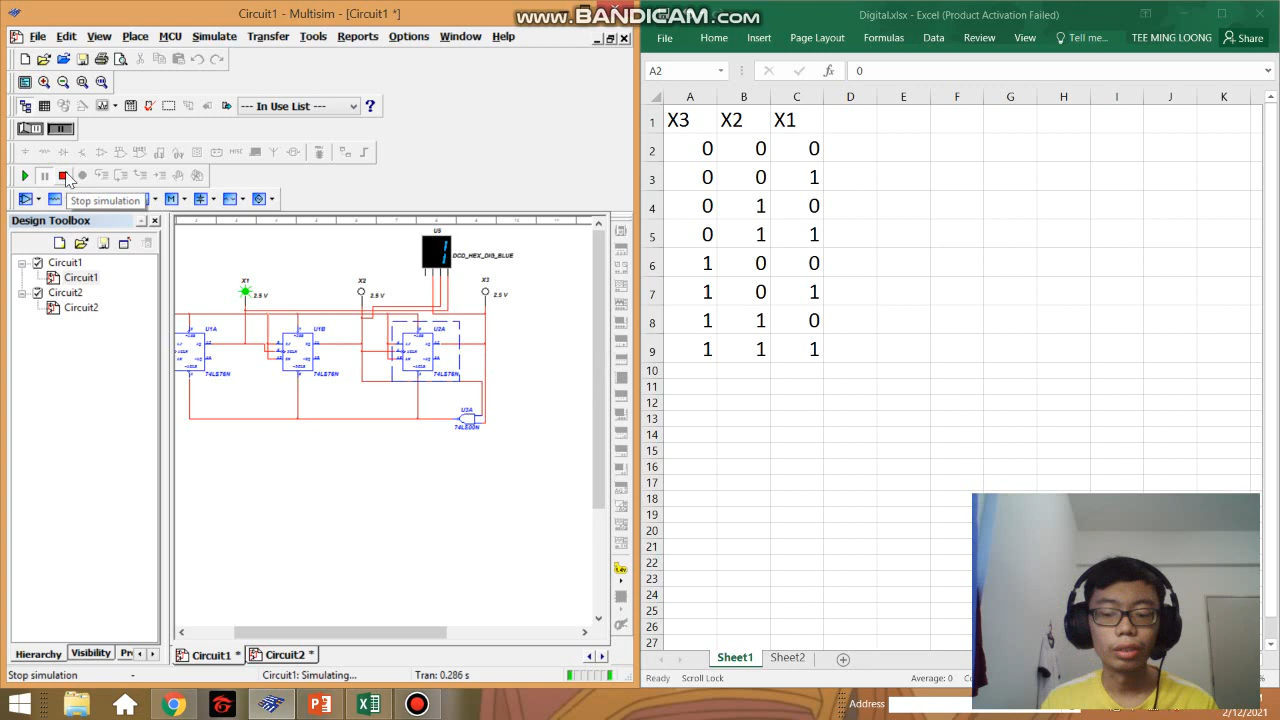 Circuit1 - Multisim - [Circuit1 *]
www.BANDICAM.com
Digital.xlsx - Excel (Product Activation Failed)
File Edit View Place MCU Simulate Transfer Tools Reports Options Window Help
File Home Insert Page Layout Formulas Data Review View Tell me... TEE MING LOONG Share
A2 fx 0
--- In Use List --- ?
A B C D E F G H I J K
1 X3 X2 X1
2 0 0 0
3 0 0 1
4 0 1 0
5 0 1 1
6 1 0 0
7 1 0 1
8 1 1 0
9 1 1 1
10
11
12
13
14
15
16
17
18
19
20
21
22
23
24
25
26
27
Stop simulation
Design Toolbox
Circuit1
Circuit1
Circuit2
Circuit2
U5
DCD_HEX_DIG_BLUE
X1 X2 X3
2.5 V 2.5 V 2.5 V
U1A U1B U2A
74LS76N 74LS76N 74LS76N
U3A
74LS00N
Hierarchy Visibility
Circuit1 * Circuit2 *
Sheet1 Sheet2
Stop simulation - Circuit1: Simulating... Tran: 0.286 s
Ready Scroll Lock Average: 0
Address
2/12/2021